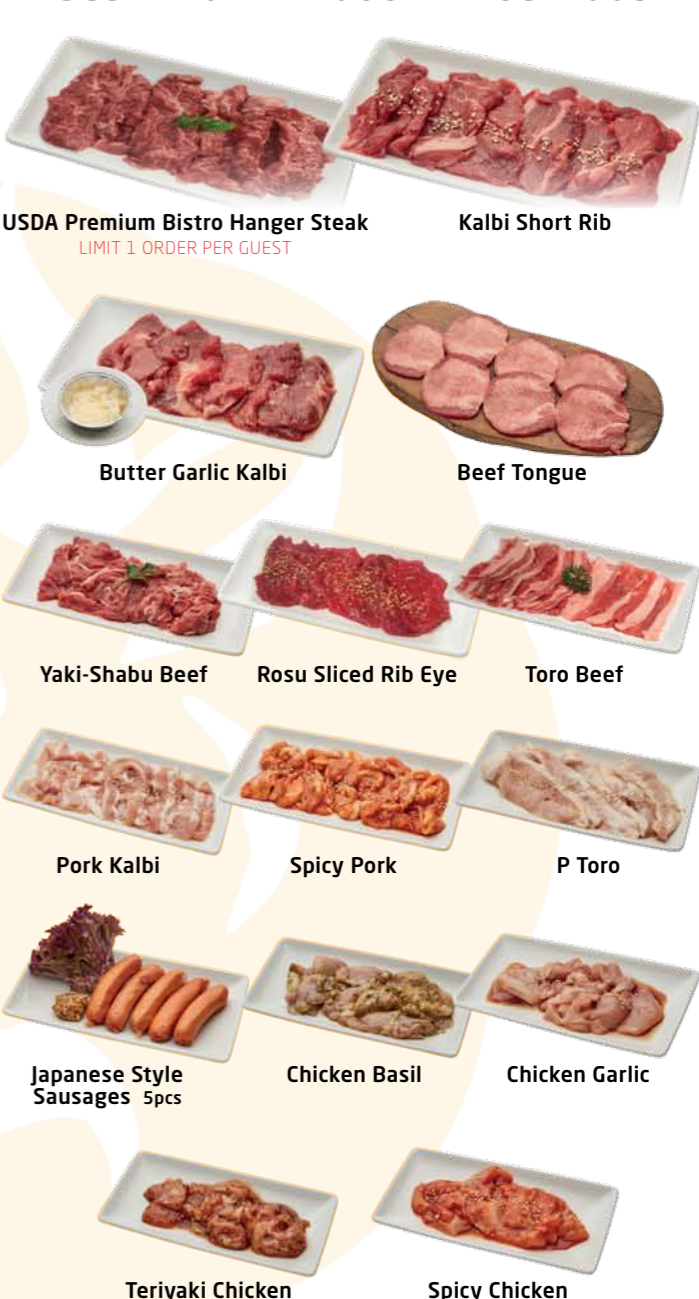 USDA Premium Bistro Hanger Steak
LIMIT 1 ORDER PER GUEST
Kalbi Short Rib
Butter Garlic Kalbi
Beef Tongue
Yaki-Shabu Beef
Rosu Sliced Rib Eye
Toro Beef
Pork Kalbi
Spicy Pork
P Toro
Japanese Style
Sausages 5pcs
Chicken Basil
Chicken Garlic
Teriyaki Chicken
Spicy Chicken